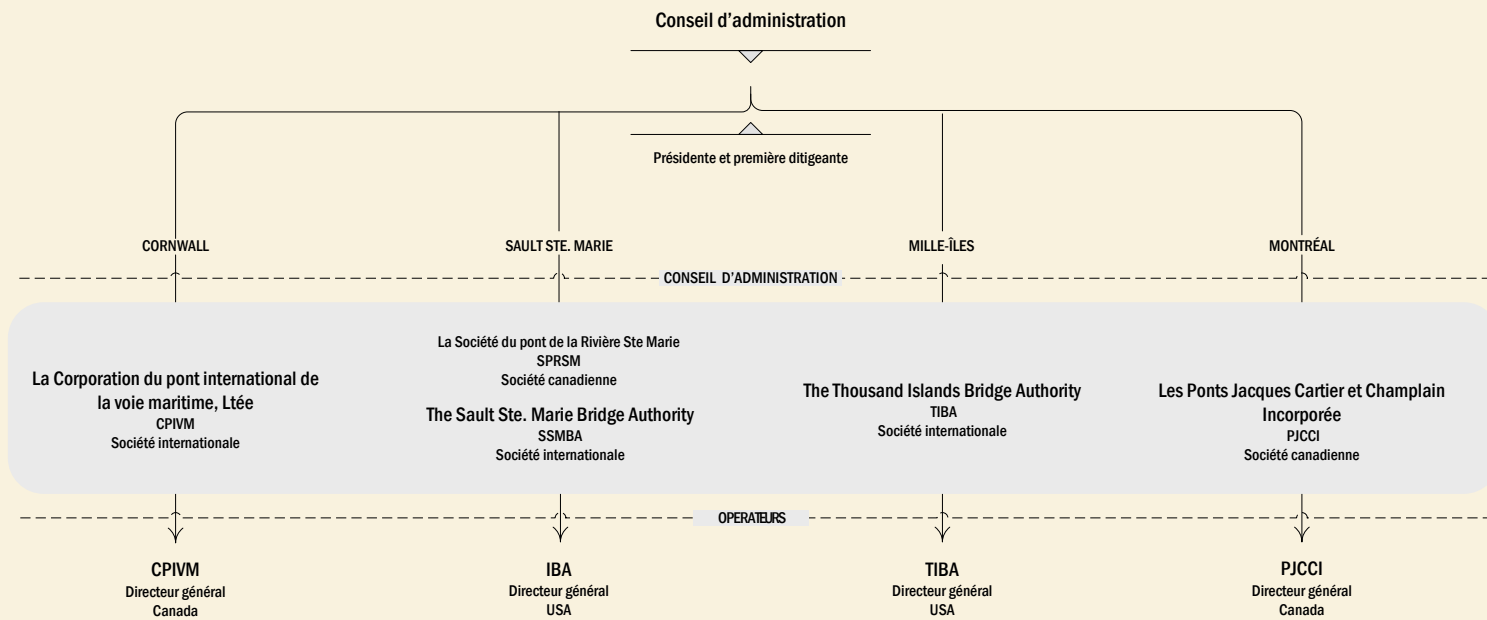 Conseil d'administration
Présidente et première ditigeante
CORNWALL
SAULT STE. MARIE
MILLE-ÎLES
MONTRÉAL
CONSEIL D'ADMINISTRATION
La Corporation du pont international de
la voie maritime, Ltée
CPIVM
Société internationale
La Société du pont de la Rivière Ste Marie
SPRSM
Société canadienne
The Sault Ste. Marie Bridge Authority
SSMBA
Société internationale
The Thousand Islands Bridge Authority
TIBA
Société internationale
Les Ponts Jacques Cartier et Champlain
Incorporée
PJCCI
Société canadienne
OPERATEURS
CPIVM
Directeur général
Canada
IBA
Directeur général
USA
TIBA
Directeur général
USA
PJCCI
Directeur général
Canada